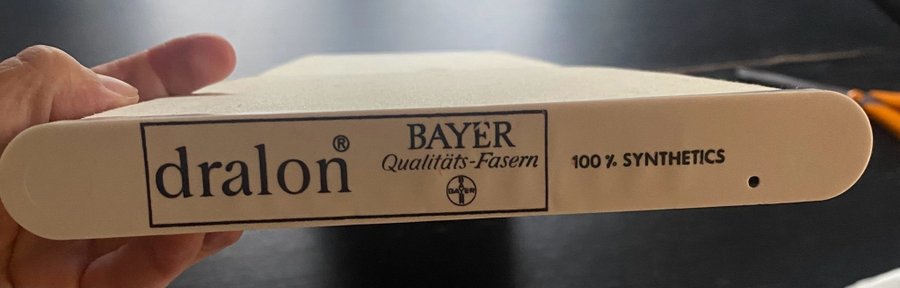 dralon®
BAYER
Qualitäts-Fasern
BAYER
100% SYNTHETICS